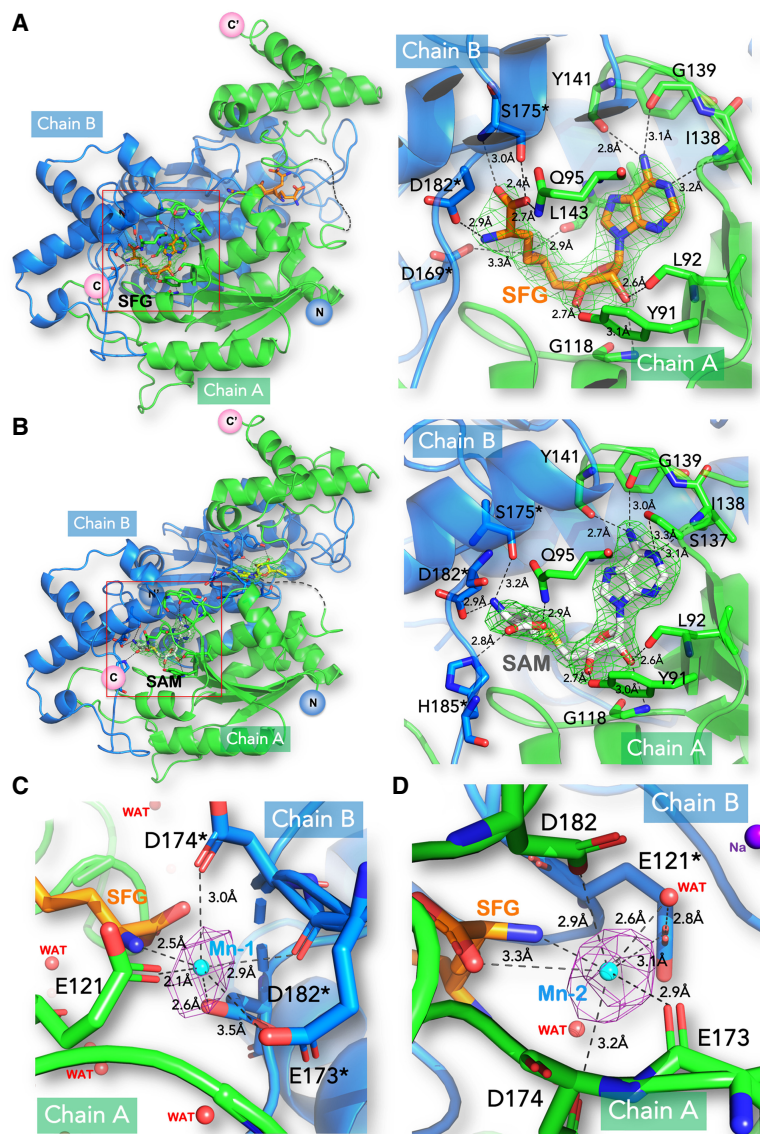 A
C'
Chain B
N'
C
SFG
N
Chain A
Chain B
Y141
G139
S175*
I138
3.1Å
2.8Å
3.0Å
Q95
3.2Å
D182*
2.4Å
2.7Å
L143
2.9Å
2.9Å
3.3Å
D169*
L92
2.6Å
SFG
2.7Å
Y91
3.1Å
G118
Chain A
B
C'
Chain B
N'
C
SAM
N
Chain A
Chain B
Y141
G139
S175*
I138
3.0Å
S137
2.7Å
3.3Å
Q95
3.1Å
D182*
3.2Å
2.9Å
2.9Å
L92
2.8Å
SAM
2.6Å
2.7Å
Y91
3.0Å
H185*
G118
Chain A
C
WAT
Chain B
D174*
SFG
3.0Å
2.5Å
Mn-1
WAT
2.9Å
E121
2.1Å
D182*
2.6Å
3.5Å
E173*
WAT
Chain A
WAT
D
Chain B
D182
Na
E121*
WAT
SFG
2.9Å
2.6Å
2.8Å
3.3Å
3.1Å
Mn-2
2.9Å
WAT
3.2Å
E173
D174
Chain A